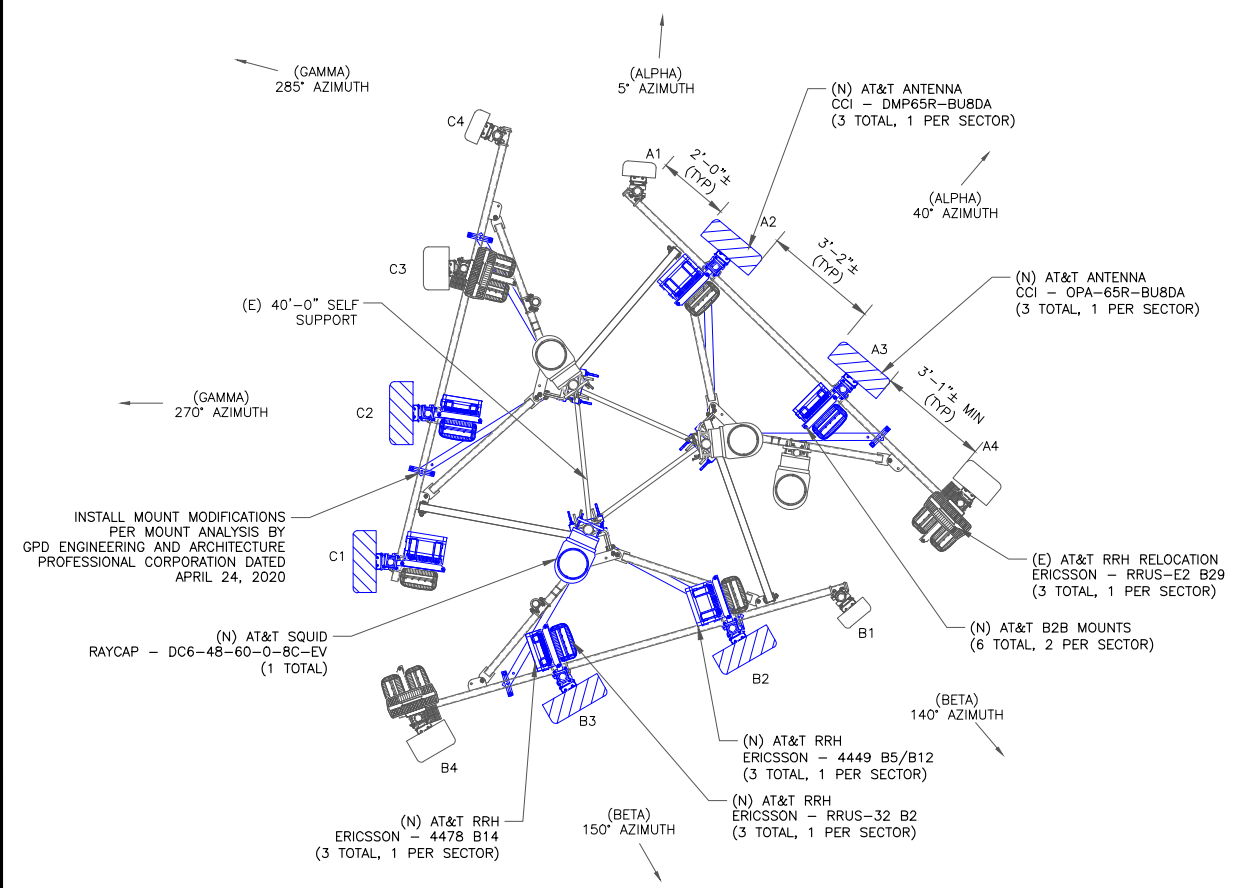 (GAMMA)
285° AZIMUTH
(ALPHA)
5° AZIMUTH
(N) AT&T ANTENNA
CCI – DMP65R–BU8DA
(3 TOTAL, 1 PER SECTOR)
C4
A1
2'–0"±
(TYP)
(ALPHA)
40° AZIMUTH
A2
3'–2"±
(TYP)
C3
(N) AT&T ANTENNA
CCI – OPA–65R–BU8DA
(3 TOTAL, 1 PER SECTOR)
(E) 40'–0" SELF
SUPPORT
A3
3'–1"± MIN
(TYP)
(GAMMA)
270° AZIMUTH
C2
A4
INSTALL MOUNT MODIFICATIONS
PER MOUNT ANALYSIS BY
GPD ENGINEERING AND ARCHITECTURE
PROFESSIONAL CORPORATION DATED
APRIL 24, 2020
C1
(E) AT&T RRH RELOCATION
ERICSSON – RRUS–E2 B29
(3 TOTAL, 1 PER SECTOR)
(N) AT&T SQUID
RAYCAP – DC6–48–60–0–8C–EV
(1 TOTAL)
B1
(N) AT&T B2B MOUNTS
(6 TOTAL, 2 PER SECTOR)
B2
B3
B4
(BETA)
140° AZIMUTH
(N) AT&T RRH
ERICSSON – 4449 B5/B12
(3 TOTAL, 1 PER SECTOR)
(N) AT&T RRH
ERICSSON – RRUS–32 B2
(3 TOTAL, 1 PER SECTOR)
(BETA)
150° AZIMUTH
(N) AT&T RRH
ERICSSON – 4478 B14
(3 TOTAL, 1 PER SECTOR)